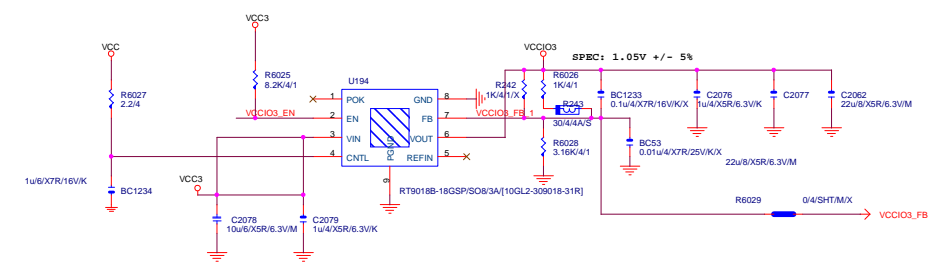 VCC
VCC3
VCCIO3
SPEC: 1.05V +/- 5%
R6027
2.2/4
R6025
8.2K/4/1
U194
R242
1K/4/1/X
R6026
1K/4/1
R243
30/4/4A/S
BC1233
0.1u/4/X7R/16V/K/X
C2076
1u/4/X5R/6.3V/K
C2077
22u/8/X5R/6.3V/M
C2062
22u/8/X5R/6.3V/M
VCCIO3_EN
1 POK
2 EN
3 VIN
4 CNTL
GND 8
FB 7
VOUT 6
REFIN 5
PGND
9
VCCIO3_FB_1
R6028
3.16K/4/1
BC53
0.01u/4/X7R/25V/K/X
1u/6/X7R/16V/K
BC1234
VCC3
RT9018B-18GSP/SO8/3A/[10GL2-309018-31R]
C2078
10u/6/X5R/6.3V/M
C2079
1u/4/X5R/6.3V/K
R6029
0/4/SHT/M/X
VCCIO3_FB